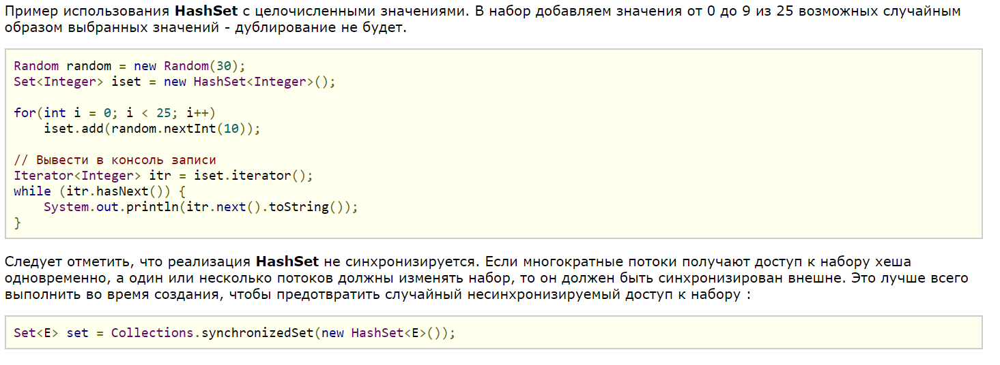 Пример использования HashSet с целочисленными значениями. В набор добавляем значения от 0 до 9 из 25 возможных случайным
образом выбранных значений - дублирование не будет.
Random random = new Random(30);
Set<Integer> iset = new HashSet<Integer>();
for(int i = 0; i < 25; i++)
    iset.add(random.nextInt(10));
// Вывести в консоль записи
Iterator<Integer> itr = iset.iterator();
while (itr.hasNext()) {
    System.out.println(itr.next().toString());
}
Следует отметить, что реализация HashSet не синхронизируется. Если многократные потоки получают доступ к набору хеша
одновременно, а один или несколько потоков должны изменять набор, то он должен быть синхронизирован внешне. Это лучше всего
выполнить во время создания, чтобы предотвратить случайный несинхронизируемый доступ к набору :
Set<E> set = Collections.synchronizedSet(new HashSet<E>());